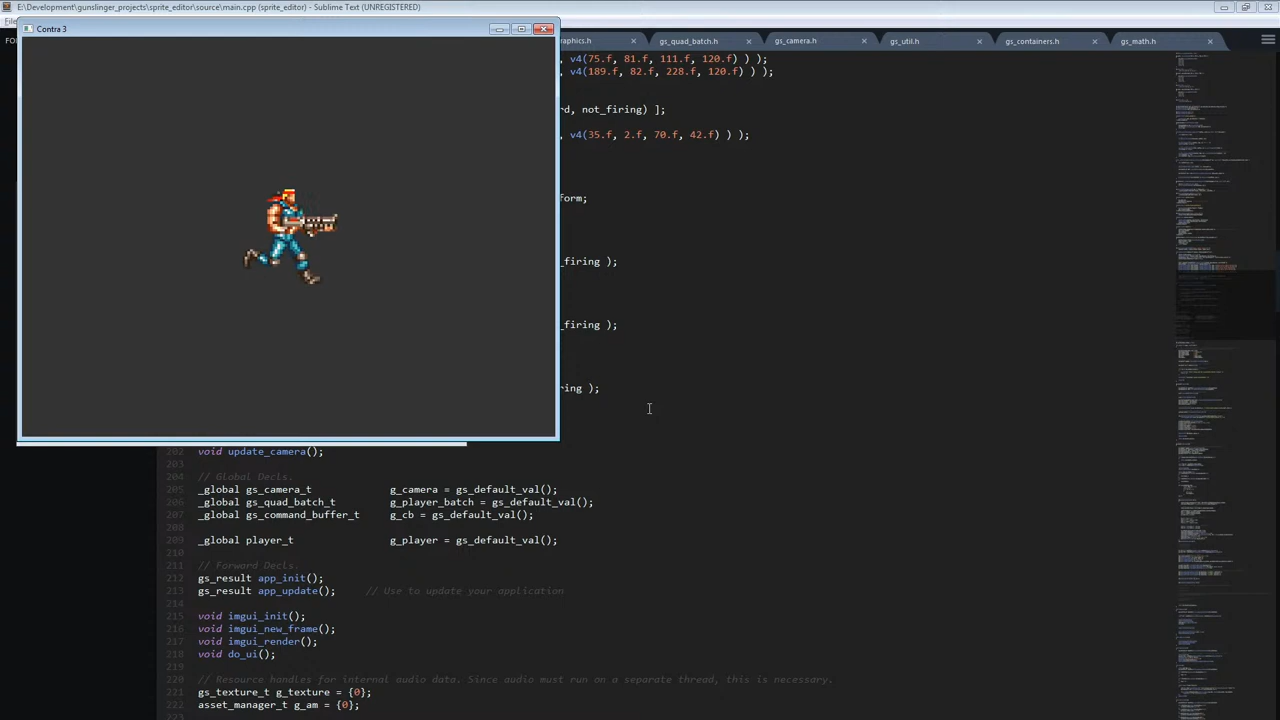 E:\Development\gunslinger_projects\sprite_editor\source\main.cpp (sprite_editor) - Sublime Text (UNREGISTERED)
Contra 3
raphics.h
gs_quad_batch.h
gs_camera.h
gs_util.h
gs_containers.h
gs_math.h
, v4(75.f, 81.f, 111.f, 120.f) ) );
, v4(189.f, 82.f, 228.f, 120.f) ) );
rd, not_firing) ];
, v4(35.f, 2.f, 70.f, 42.f) ) );
form;
firing );
_firing );
ring );
202 void update_camera();
203
204 // Global Decls.
205 _global gs_camera_t g_camera = gs_default_val();
206 _global gs_quad_batch_t g_player_batch = gs_default_val();
207 _global gs_command_buffer_t g_cb = gs_default_val();
208
209 _global player_t g_player = gs_default_val();
210
211 // Forward Decls.
212 gs_result app_init();
213 gs_result app_update(); // Use to update your application
214
215 void imgui_init();
216 void imgui_new_frame();
217 void imgui_render();
218 void do_ui();
219
220 // Resource handles for internal audio data. Some audio must run on a separate thread, necessary.
221 gs_texture_t g_texture = {0};
222 asset_manager_t g_am = {0};
223